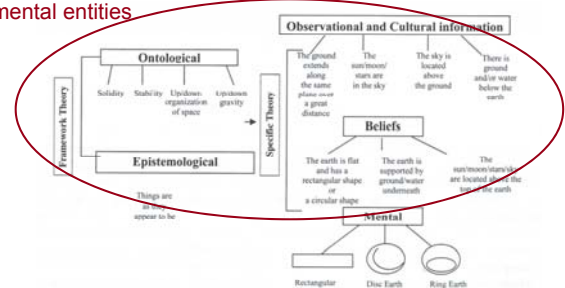 mental entities
Observational and Cultural information
Ontological
Solidity
Stability
Up/down
organization
of space
Up/down
gravity
Framework Theory
Epistemological
Things are
as they
appear to be
Specific Theory
The ground
extends
along
the same
plane over
a great
distance
The
sun/moon/
stars are
in the sky
The sky is
located
above
the ground
There is
ground
and/or water
below the
earth
Beliefs
The earth is flat
and has a
rectangular shape
or
a circular shape
The earth is
supported by
ground/water
underneath
The
sun/moon/stars/sky
are located above the
top of the earth
Mental
Rectangular
Disc Earth
Ring Earth